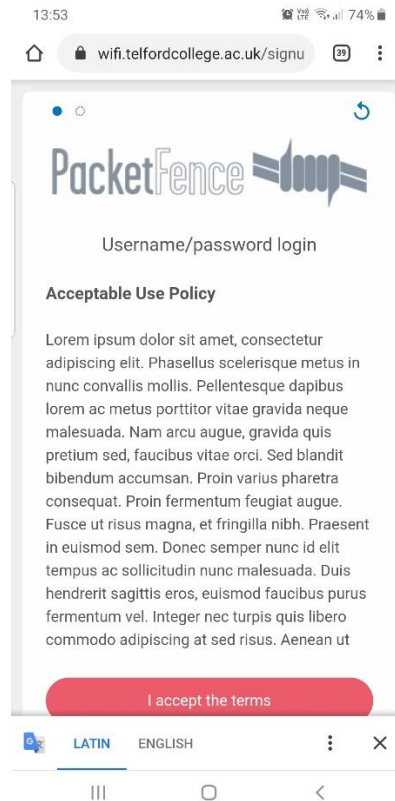 13:53
74%
wifi.telfordcollege.ac.uk/signu
39
PacketFence
Username/password login
Acceptable Use Policy
Lorem ipsum dolor sit amet, consectetur
adipiscing elit. Phasellus scelerisque metus in
nunc convallis mollis. Pellentesque dapibus
lorem ac metus porttitor vitae gravida neque
malesuada. Nam arcu augue, gravida quis
pretium sed, faucibus vitae orci. Sed blandit
bibendum accumsan. Proin varius pharetra
consequat. Proin fermentum feugiat augue.
Fusce ut risus magna, et fringilla nibh. Praesent
in euismod sem. Donec semper nunc id elit
tempus ac sollicitudin nunc malesuada. Duis
hendrerit sagittis eros, euismod faucibus purus
fermentum vel. Integer nec turpis quis libero
commodo adipiscing at sed risus. Aenean ut
I accept the terms
LATIN ENGLISH